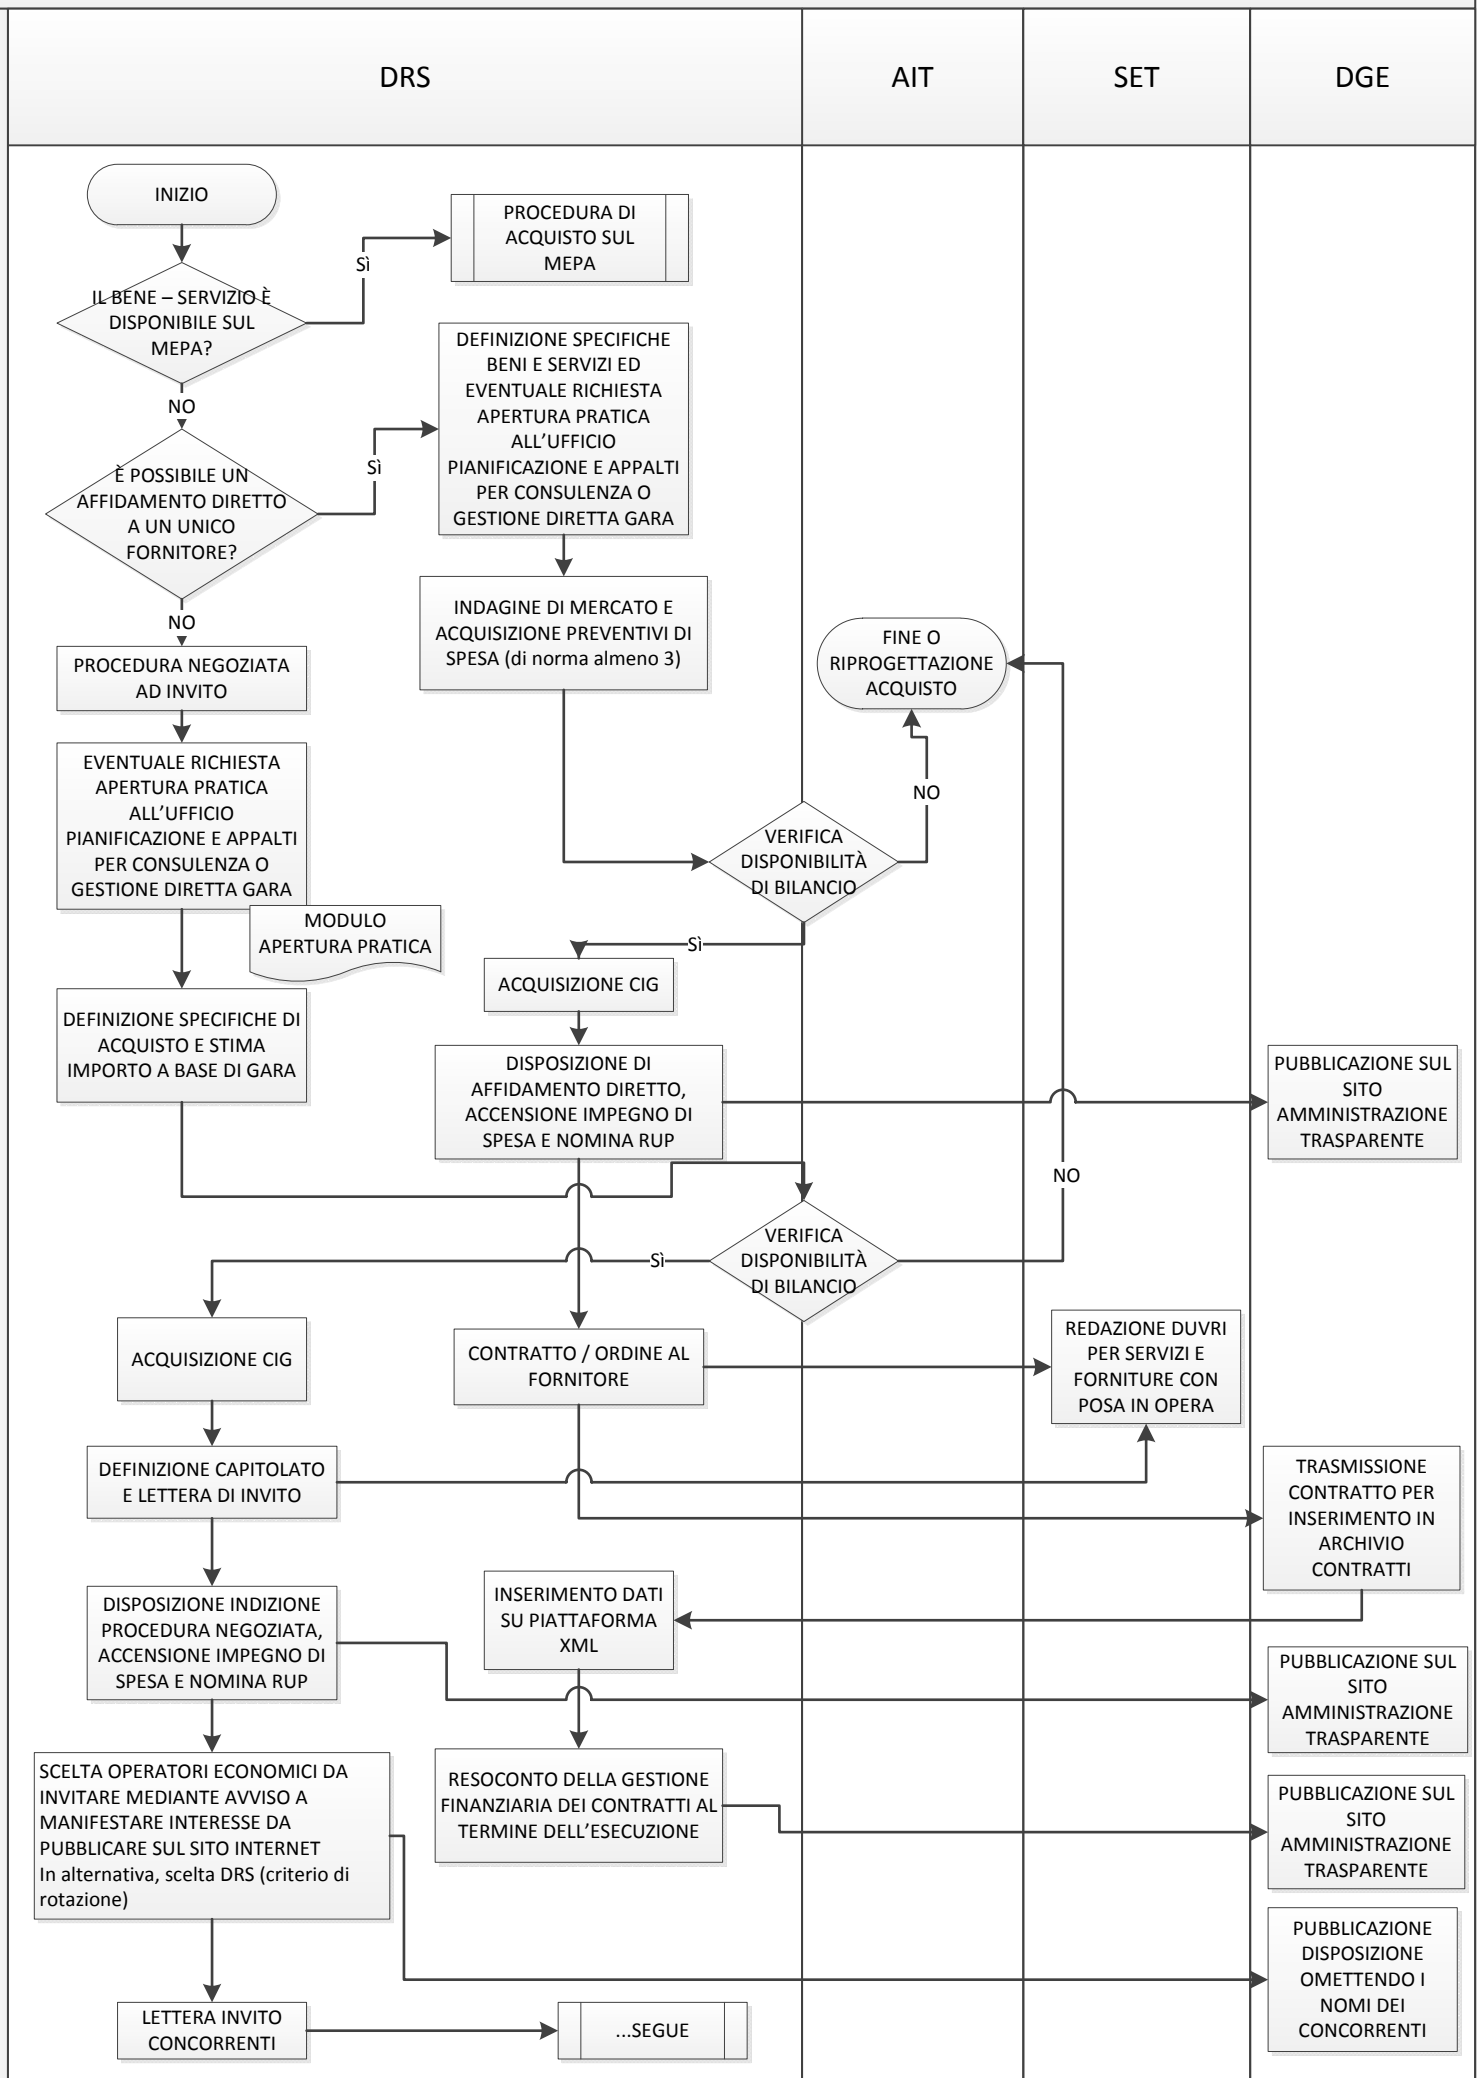 DRS
AIT
SET
DGE
INIZIO
PROCEDURA DI
ACQUISTO SUL
MEPA
Sì
IL BENE – SERVIZIO È
DISPONIBILE SUL
MEPA?
NO
DEFINIZIONE SPECIFICHE
BENI E SERVIZI ED
EVENTUALE RICHIESTA
APERTURA PRATICA
ALL’UFFICIO
PIANIFICAZIONE E APPALTI
PER CONSULENZA O
GESTIONE DIRETTA GARA
Sì
È POSSIBILE UN
AFFIDAMENTO DIRETTO
A UN UNICO
FORNITORE?
NO
INDAGINE DI MERCATO E
ACQUISIZIONE PREVENTIVI DI
SPESA (di norma almeno 3)
FINE O
RIPROGETTAZIONE
ACQUISTO
PROCEDURA NEGOZIATA
AD INVITO
EVENTUALE RICHIESTA
APERTURA PRATICA
ALL’UFFICIO
PIANIFICAZIONE E APPALTI
PER CONSULENZA O
GESTIONE DIRETTA GARA
NO
VERIFICA
DISPONIBILITÀ
DI BILANCIO
MODULO
APERTURA PRATICA
Sì
ACQUISIZIONE CIG
DEFINIZIONE SPECIFICHE DI
ACQUISTO E STIMA
IMPORTO A BASE DI GARA
DISPOSIZIONE DI
AFFIDAMENTO DIRETTO,
ACCENSIONE IMPEGNO DI
SPESA E NOMINA RUP
PUBBLICAZIONE SUL
SITO
AMMINISTRAZIONE
TRASPARENTE
NO
VERIFICA
DISPONIBILITÀ
DI BILANCIO
Sì
ACQUISIZIONE CIG
CONTRATTO / ORDINE AL
FORNITORE
REDAZIONE DUVRI
PER SERVIZI E
FORNITURE CON
POSA IN OPERA
DEFINIZIONE CAPITOLATO
E LETTERA DI INVITO
TRASMISSIONE
CONTRATTO PER
INSERIMENTO IN
ARCHIVIO
CONTRATTI
DISPOSIZIONE INDIZIONE
PROCEDURA NEGOZIATA,
ACCENSIONE IMPEGNO DI
SPESA E NOMINA RUP
INSERIMENTO DATI
SU PIATTAFORMA
XML
PUBBLICAZIONE SUL
SITO
AMMINISTRAZIONE
TRASPARENTE
SCELTA OPERATORI ECONOMICI DA
INVITARE MEDIANTE AVVISO A
MANIFESTARE INTERESSE DA
PUBBLICARE SUL SITO INTERNET
In alternativa, scelta DRS (criterio di
rotazione)
RESOCONTO DELLA GESTIONE
FINANZIARIA DEI CONTRATTI AL
TERMINE DELL’ESECUZIONE
PUBBLICAZIONE SUL
SITO
AMMINISTRAZIONE
TRASPARENTE
PUBBLICAZIONE
DISPOSIZIONE
OMETTENDO I
NOMI DEI
CONCORRENTI
LETTERA INVITO
CONCORRENTI
...SEGUE